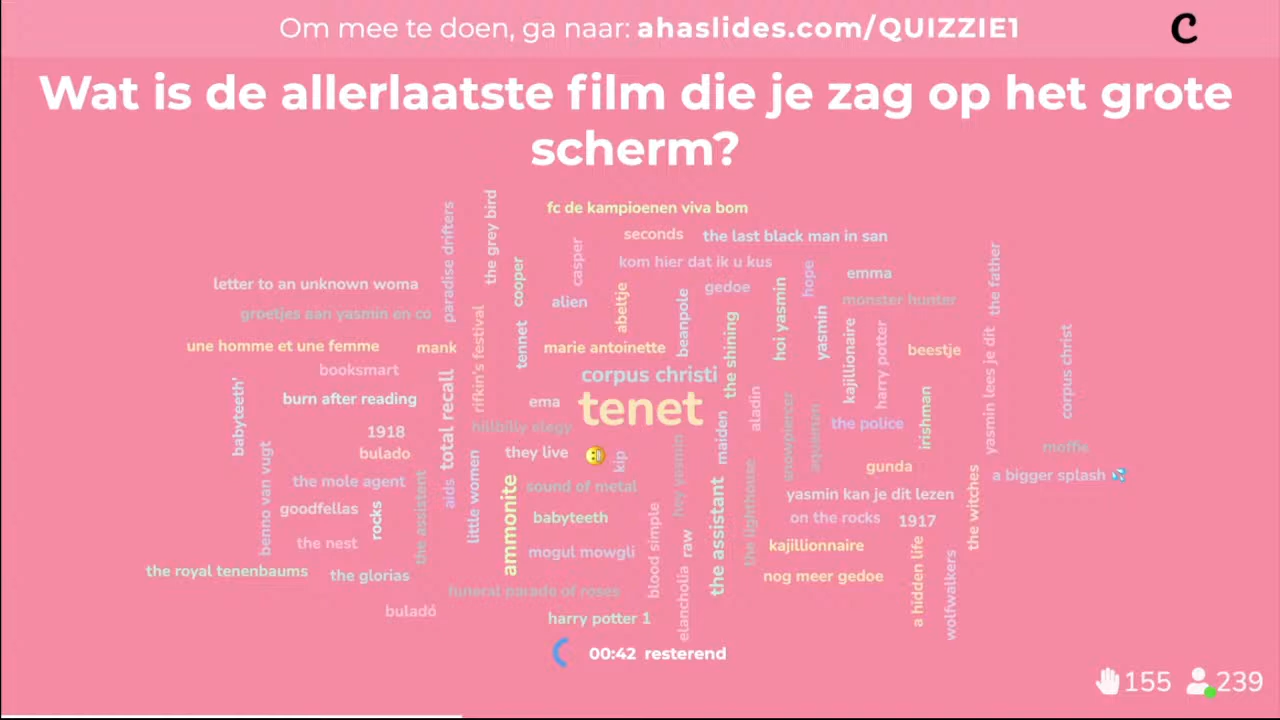 Om mee te doen, ga naar: ahaslides.com/QUIZZIE1
C
Wat is de allerlaatste film die je zag op het grote
scherm?
fc de kampioenen viva bom
the grey bird
paradise drifters
seconds
the last black man in san
casper
kom hier dat ik u kus
hope
emma
the father
cooper
letter to an unknown woma
gedoe
alien
abeltje
beanpole
hoi yasmin
monster hunter
groetjes aan yasmin en co
rifkin's festival
tennet
the shining
yasmin
kajillionaire
harry potter
une homme et une femme
mank
marie antoinette
beestje
yasmin lees je dit
corpus christ
booksmart
corpus christi
babyteeth'
burn after reading
total recall
ema
tenet
aladin
snowpiercer
aquaman
the police
irishman
1918
hillbilly elegy
maiden
bulado
they live
kip
hey yasmin
moffie
benno van vugt
the mole agent
aids
little women
sound of metal
the lighthouse
gunda
a bigger splash
the witches
goodfellas
rocks
the assistent
ammonite
babyteeth
blood simple
the assistant
yasmin kan je dit lezen
on the rocks
1917
the nest
mogul mowgli
raw
kajillionnaire
the royal tenenbaums
the glorias
elancholia
nog meer gedoe
a hidden life
wolfwalkers
funeral parade of roses
buladó
harry potter 1
00:42 resterend
155
239